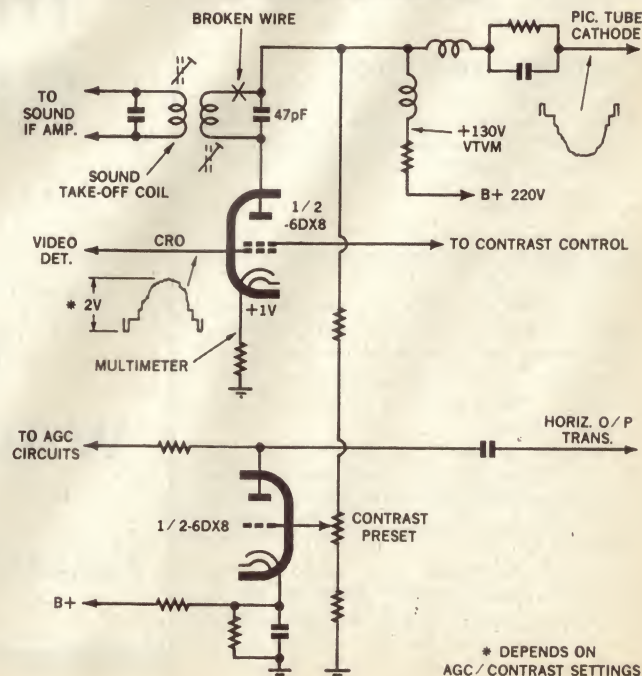 BROKEN WIRE
PIC. TUBE
CATHODE
TO
SOUND
IF AMP.
47pF
SOUND
TAKE-OFF COIL
+130V
VTVM
B+ 220V
1/2
-6DX8
VIDEO
DET.
CRO
TO CONTRAST CONTROL
* 2V
+1V
MULTIMETER
TO AGC
CIRCUITS
HORIZ. O/P
TRANS.
1/2-6DX8
CONTRAST
PRESET
B+
* DEPENDS ON
AGC/CONTRAST SETTINGS